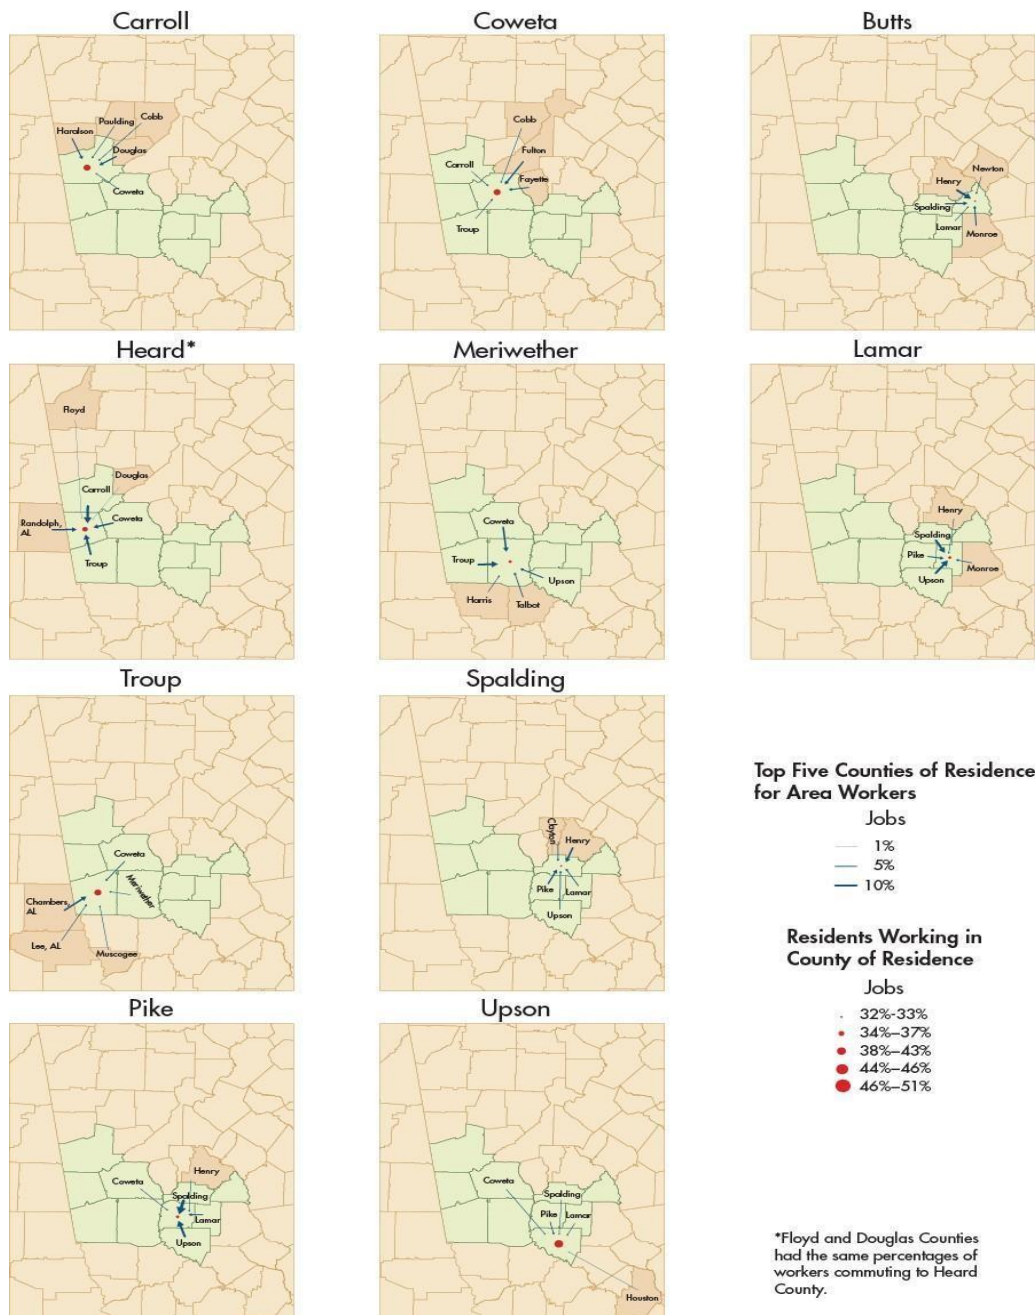 Carroll
Haralson
Paulding
Cobb
Douglas
Coweta
Coweta
Cobb
Fulton
Carroll
Fayette
Troup
Butts
Newton
Henry
Spalding
Lamar
Monroe
Heard*
Floyd
Douglas
Carroll
Randolph,
AL
Coweta
Troup
Meriwether
Coweta
Troup
Upson
Harris
Talbot
Lamar
Henry
Spalding
Pike
Monroe
Upson
Troup
Coweta
Meriwether
Chambers,
AL
Lee, AL
Muscogee
Spalding
Clayton
Henry
Pike
Lamar
Upson
Top Five Counties of Residence
for Area Workers
Jobs
1%
5%
10%
Residents Working in
County of Residence
Jobs
32%-33%
34%–37%
38%–43%
44%–46%
46%–51%
Pike
Henry
Coweta
Spalding
Lamar
Upson
Upson
Coweta
Spalding
Pike
Lamar
Houston
*Floyd and Douglas Counties
had the same percentages of
workers commuting to Heard
County.